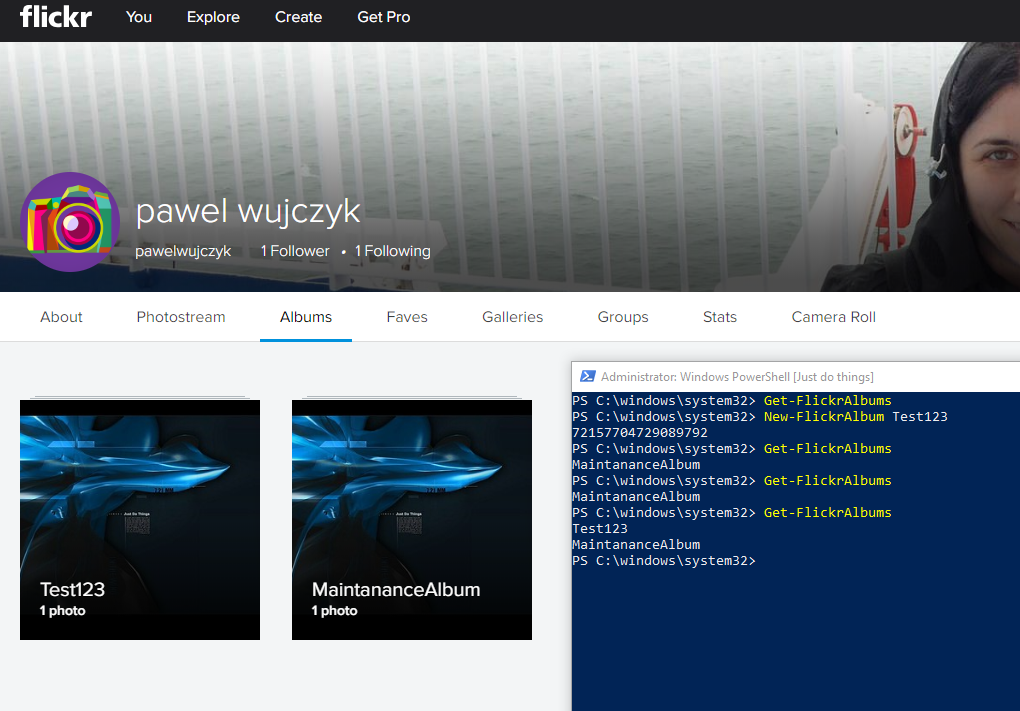 flickr You Explore Create Get Pro
pawel wujczyk
pawelwujczyk 1 Follower • 1 Following
About Photostream Albums Faves Galleries Groups Stats Camera Roll
Test123
1 photo
MaintananceAlbum
1 photo
Just Do Things
Just Do Things
Administrator: Windows PowerShell [Just do things]
PS C:\windows\system32> Get-FlickrAlbums
PS C:\windows\system32> New-FlickrAlbum Test123
72157704729089792
PS C:\windows\system32> Get-FlickrAlbums
MaintananceAlbum
PS C:\windows\system32> Get-FlickrAlbums
MaintananceAlbum
PS C:\windows\system32> Get-FlickrAlbums
Test123
MaintananceAlbum
PS C:\windows\system32>